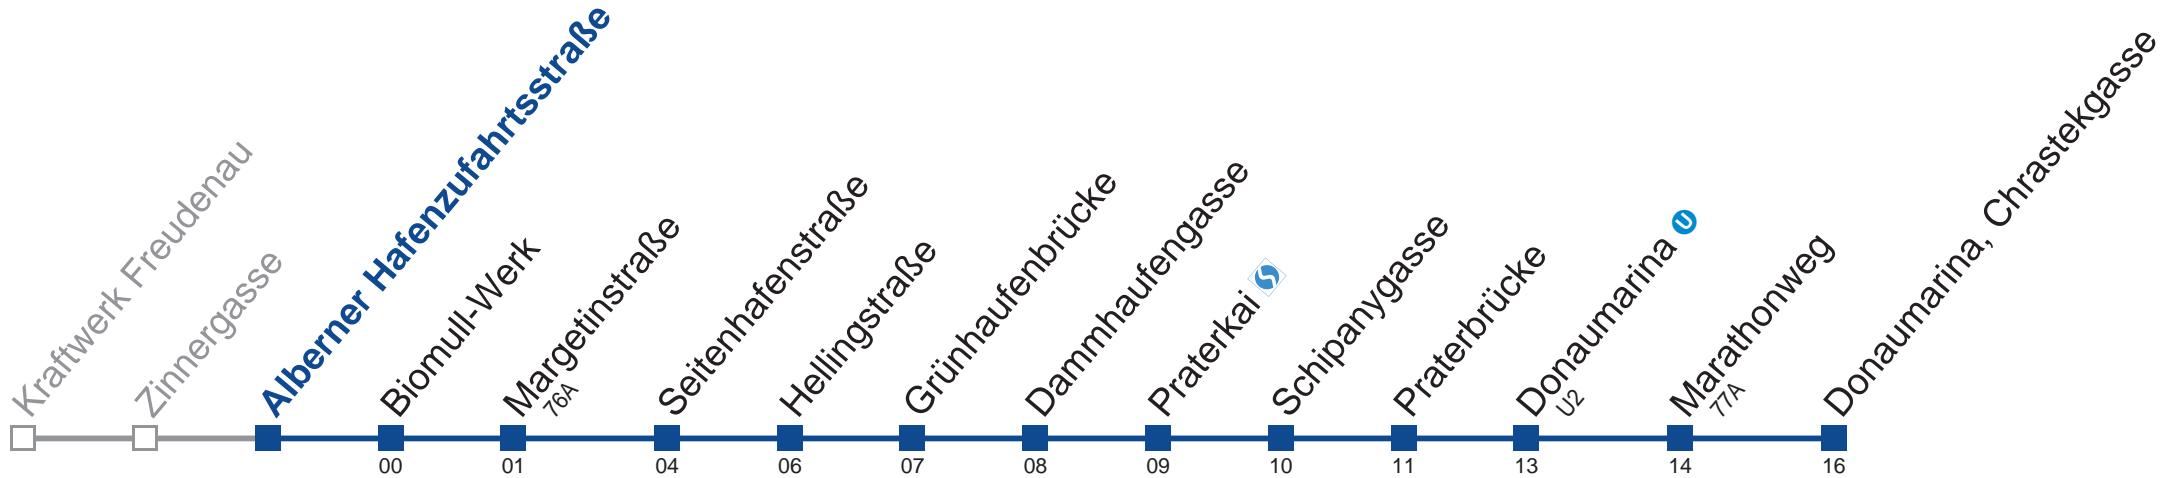 Kraftwerk Freudenau
Zinnergasse
Alberner Hafenzufahrtsstraße
Biomull-Werk
00
Margetinstraße
76A
01
Seitenhafenstraße
04
Hellingstraße
06
Grünhaufenbrücke
07
Dammhaufengasse
08
Praterkai S
09
Schipanygasse
10
Praterbrücke
11
Donaumarina U
U2
13
Marathonweg
77A
14
Donaumarina, Chrastekgasse
16